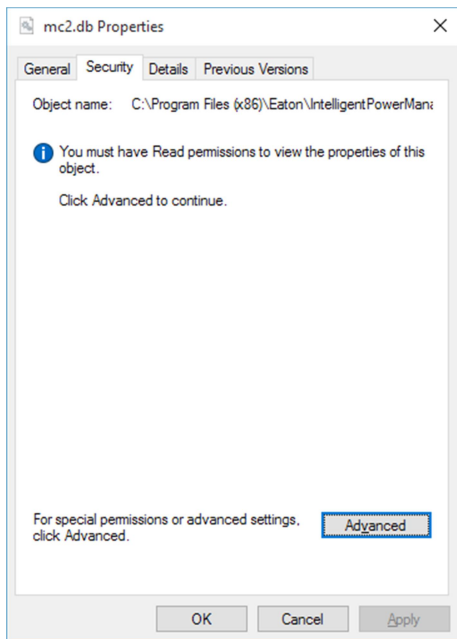 mc2.db Properties
General Security Details Previous Versions
Object name: C:\Program Files (x86)\Eaton\IntelligentPowerMana
You must have Read permissions to view the properties of this
object.
Click Advanced to continue.
For special permissions or advanced settings,
click Advanced.
Advanced
OK Cancel Apply